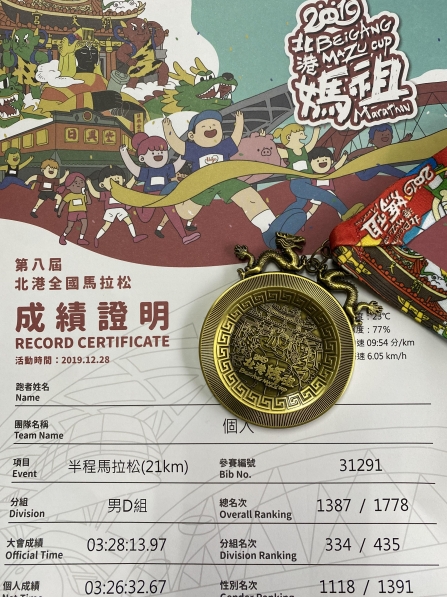 2019
北港
BEIGANG
MAZU CUP
媽祖
Marathon
第八屆
北港全國馬拉松
成績證明
RECORD CERTIFICATE
活動時間：2019.12.28
: 77%
速 09:54 分/km
速 6.05 km/h
跑者姓名
Name
團隊名稱
Team Name
個人
項目
Event
半程馬拉松(21km)
參賽編號
Bib No.
31291
分組
Division
男D組
總名次
Overall Ranking
1387 / 1778
大會成績
Official Time
03:28:13.97
分組名次
Division Ranking
334 / 435
個人成績
Net Time
03:26:32.67
性別名次
Gender Ranking
1118 / 1391